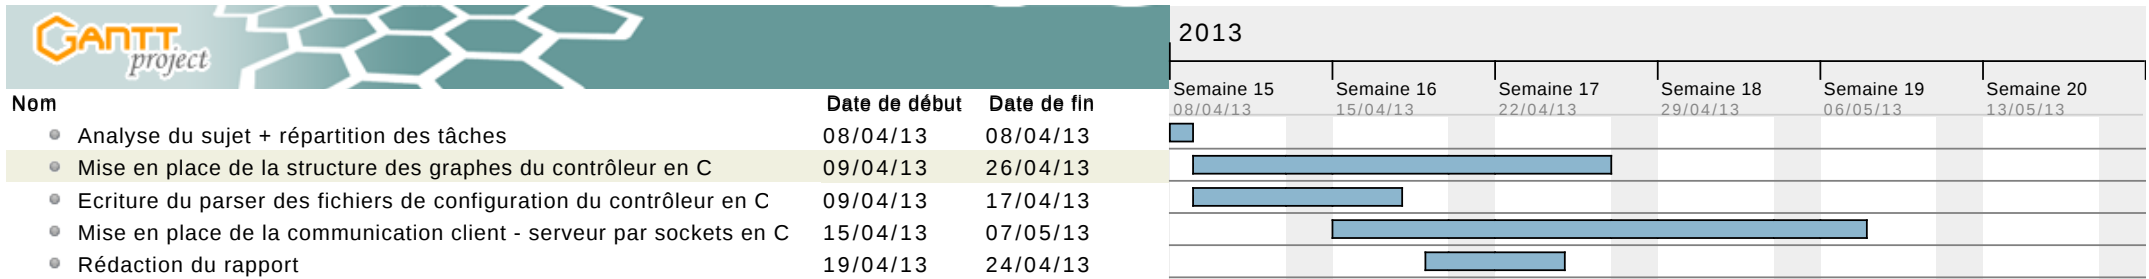 GANTT
project
2013
Semaine 15 Semaine 16 Semaine 17 Semaine 18 Semaine 19 Semaine 20
08/04/13 15/04/13 22/04/13 29/04/13 06/05/13 13/05/13
Nom Date de début Date de fin
Analyse du sujet + répartition des tâches 08/04/13 08/04/13
Mise en place de la structure des graphes du contrôleur en C 09/04/13 26/04/13
Ecriture du parser des fichiers de configuration du contrôleur en C 09/04/13 17/04/13
Mise en place de la communication client - serveur par sockets en C 15/04/13 07/05/13
Rédaction du rapport 19/04/13 24/04/13